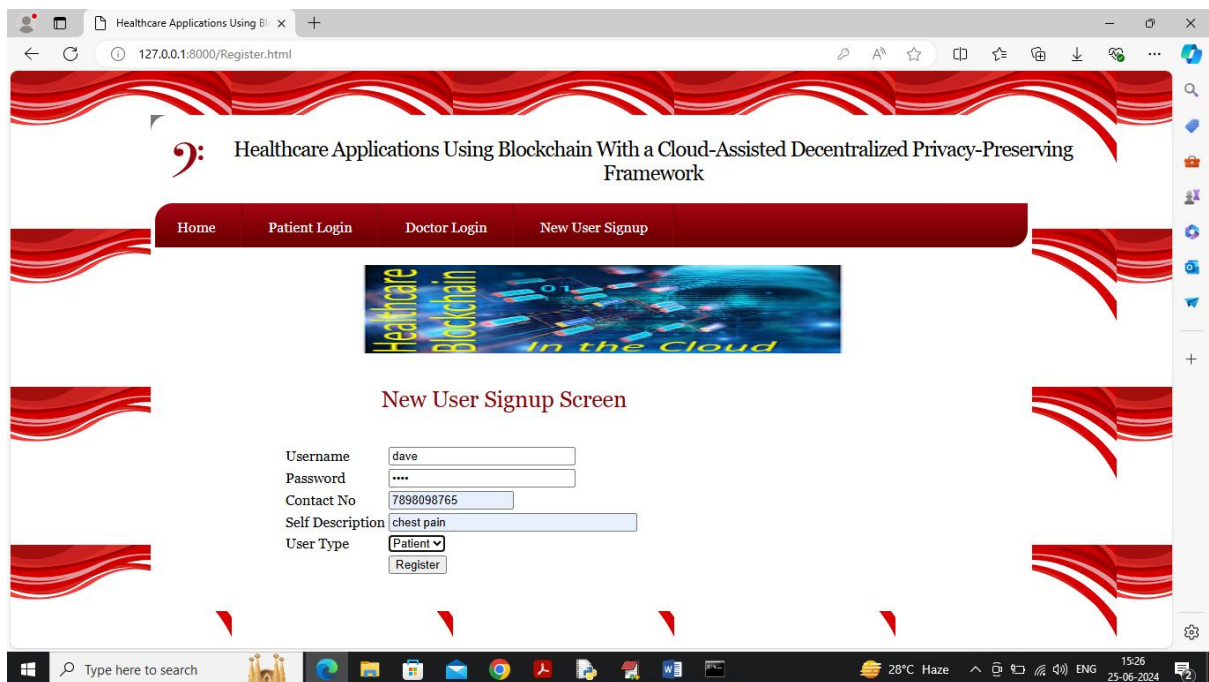 Healthcare Applications Using Bl
127.0.0.1:8000/Register.html
Healthcare Applications Using Blockchain With a Cloud-Assisted Decentralized Privacy-Preserving
Framework
Home Patient Login Doctor Login New User Signup
Healthcare
Blockchain
01
In the Cloud
New User Signup Screen
Username dave
Password ••••
Contact No 7898098765
Self Description chest pain
User Type Patient
Register
Type here to search 28°C Haze ENG 15:26
25-06-2024
2